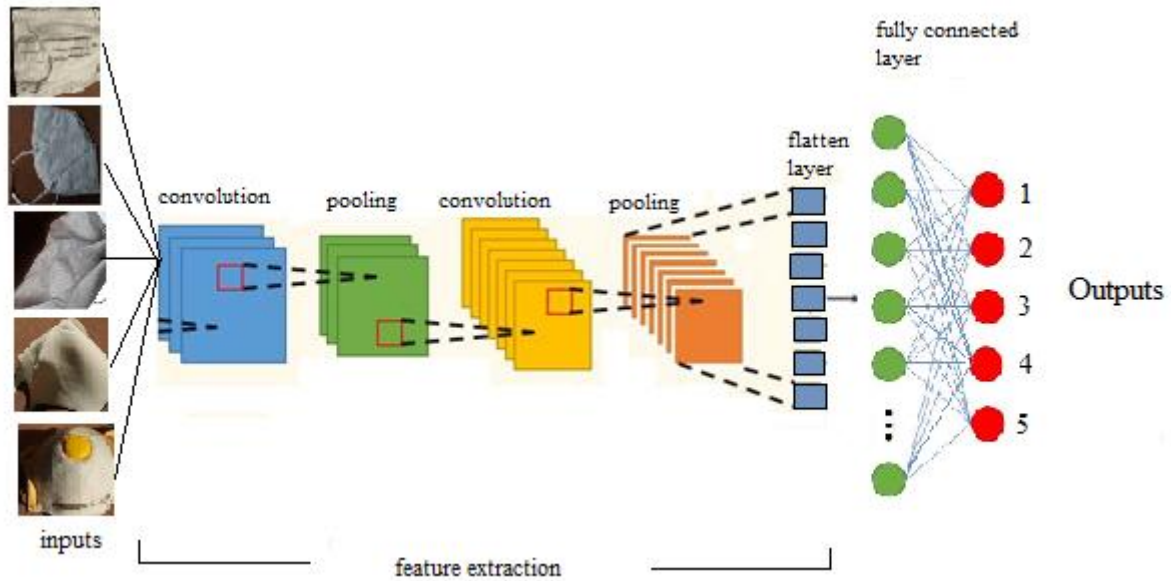 fully connected
layer
flatten
layer
convolution
pooling
convolution
pooling
1
2
3
4
5
Outputs
inputs
feature extraction